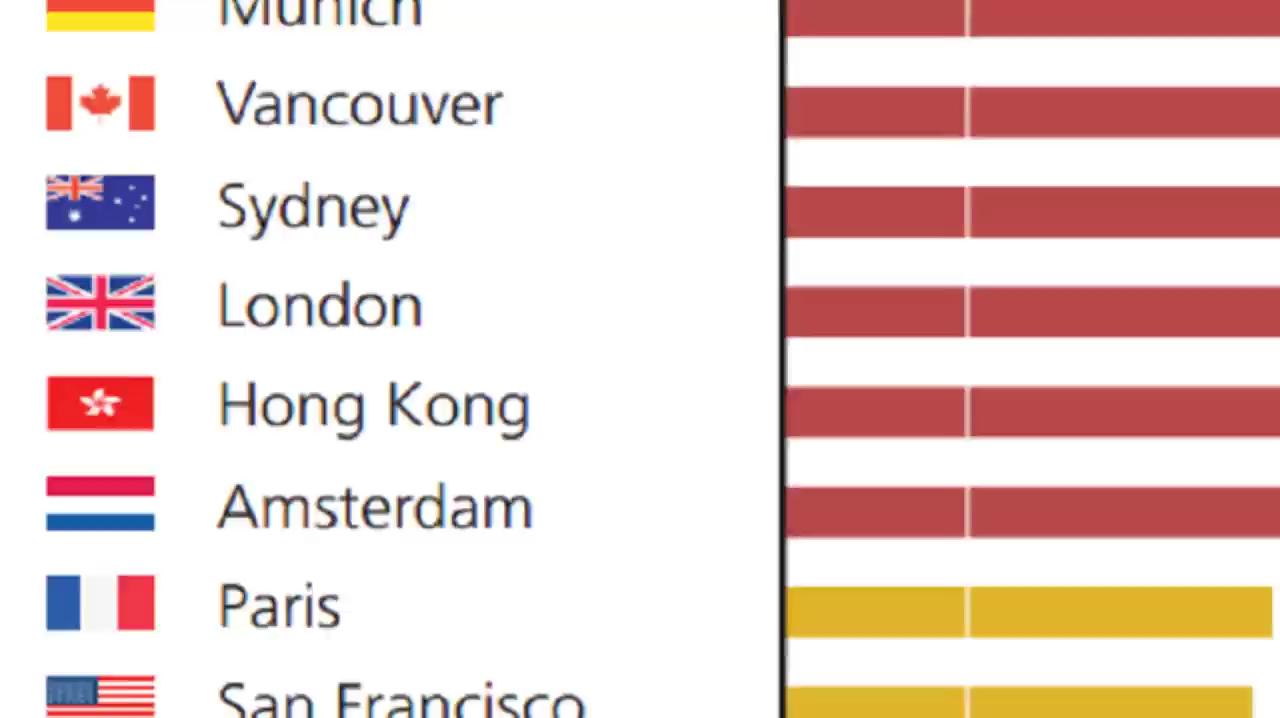 Munich
Vancouver
Sydney
London
Hong Kong
Amsterdam
Paris
San Francisco